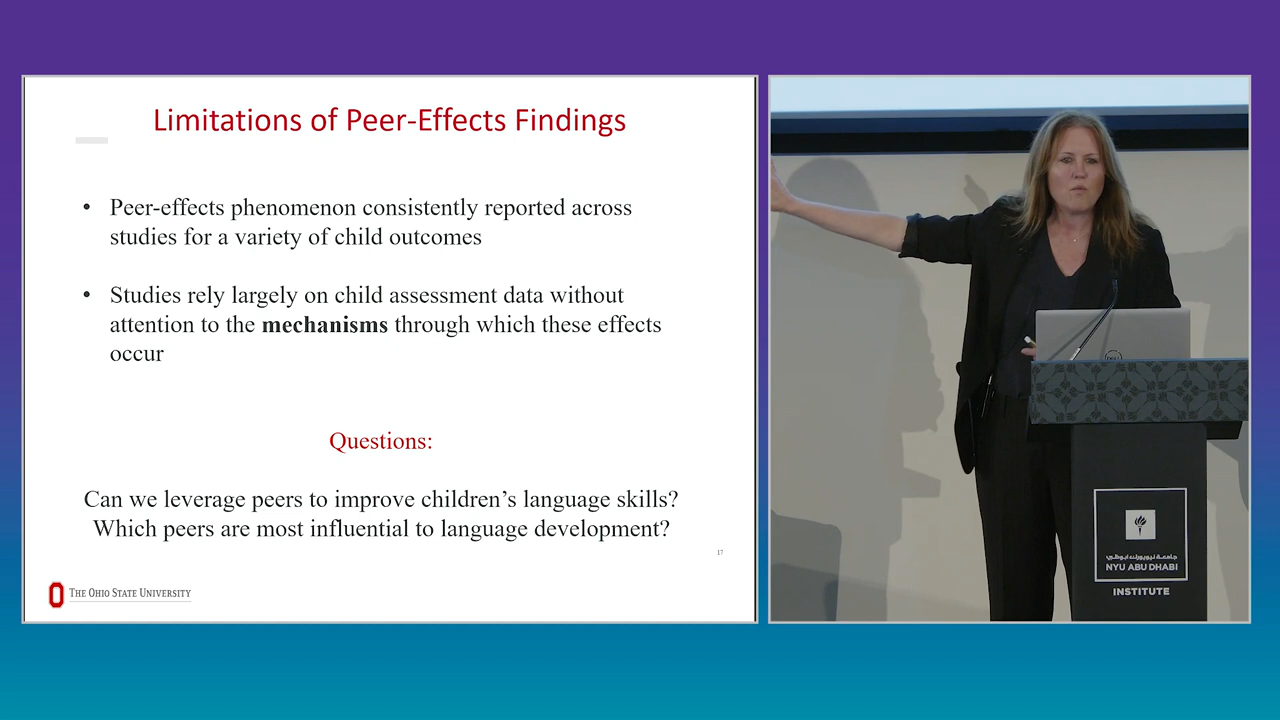 Limitations of Peer-Effects Findings
• Peer-effects phenomenon consistently reported across
studies for a variety of child outcomes
• Studies rely largely on child assessment data without
attention to the mechanisms through which these effects
occur
Questions:
Can we leverage peers to improve children’s language skills?
Which peers are most influential to language development?
17
THE OHIO STATE UNIVERSITY
DELL
جامعة نيويورك أبوظبي
NYU ABU DHABI
INSTITUTE